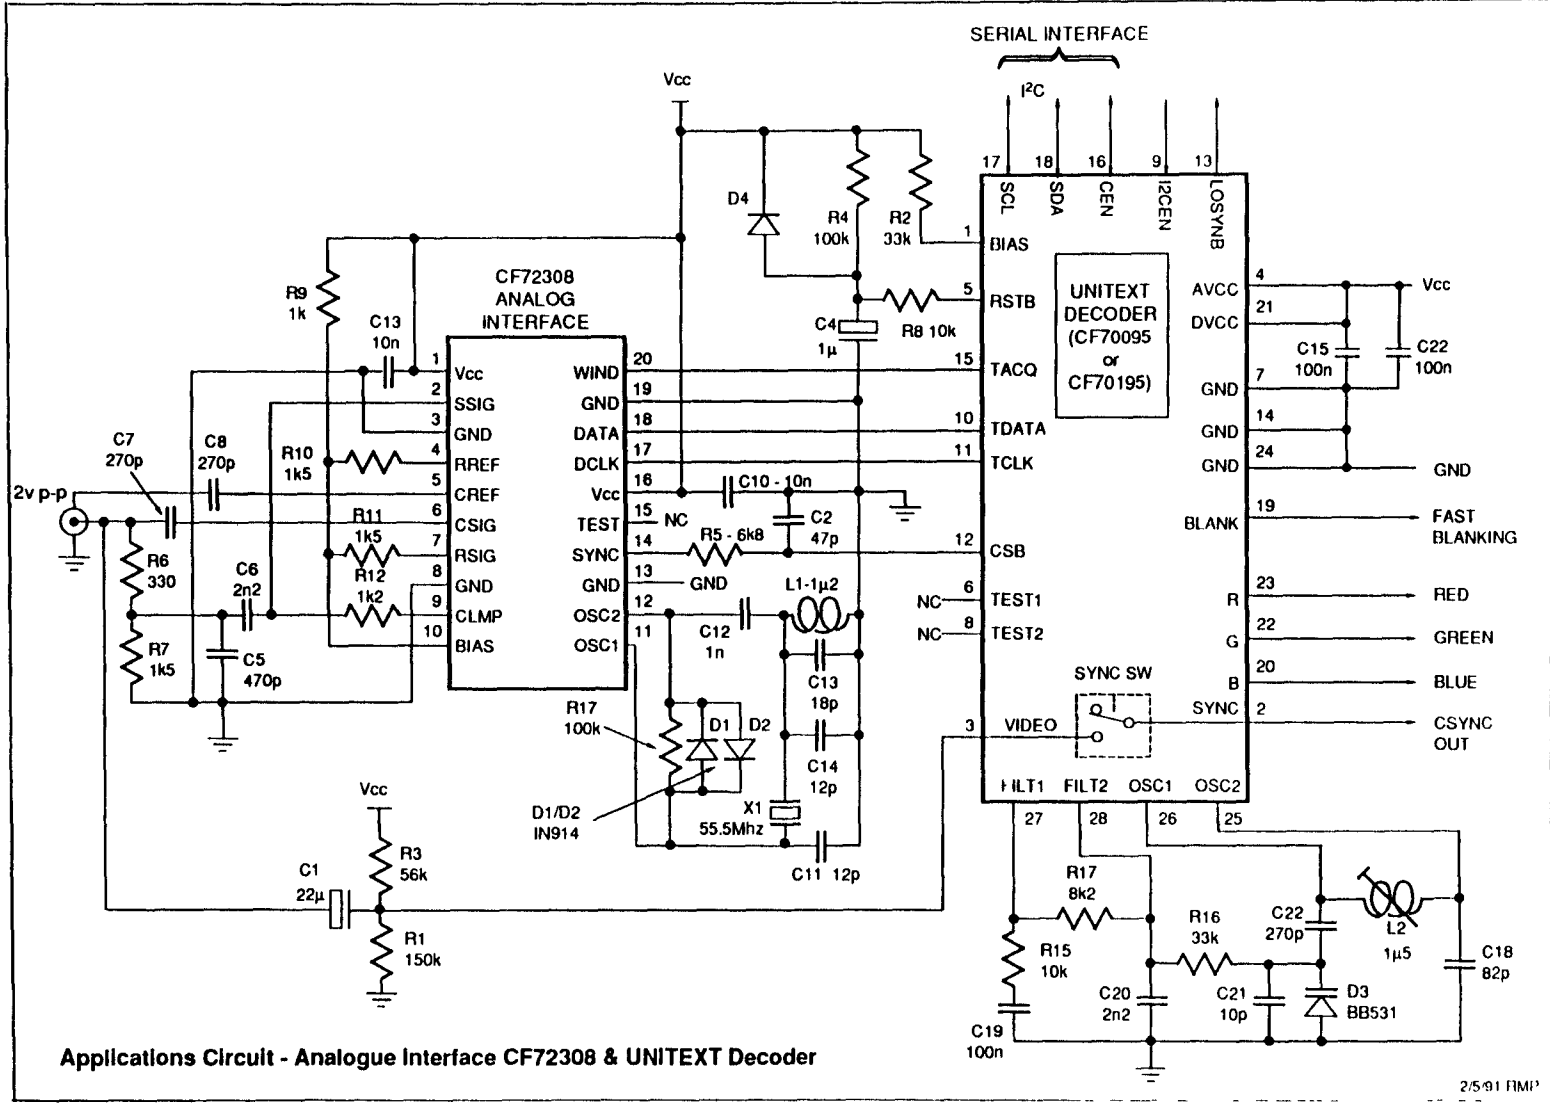 SERIAL INTERFACE
I²C
Vcc
17
18
16
9
13
SCL
SDA
CEN
I2CEN
LOSYNB
D4
R4
100k
R2
33k
1
BIAS
5
RSTB
R8 10k
C4
1µ
UNITEXT
DECODER
(CF70095
or
CF70195)
4
AVCC
Vcc
21
DVCC
C15
100n
C22
100n
7
GND
14
GND
24
GND
GND
19
BLANK
FAST
BLANKING
23
R
RED
22
G
GREEN
20
B
BLUE
2
SYNC
CSYNC
OUT
15
TACQ
10
TDATA
11
TCLK
12
CSB
NC
6
TEST1
NC
8
TEST2
SYNC SW
3
VIDEO
FILT1
FILT2
OSC1
OSC2
27
28
26
25
CF72308
ANALOG
INTERFACE
R9
1k
C13
10n
1
Vcc
2
SSIG
3
GND
4
RREF
5
CREF
6
CSIG
7
RSIG
8
GND
9
CLMP
10
BIAS
WIND
20
GND
19
DATA
18
DCLK
17
Vcc
16
TEST
15
NC
SYNC
14
GND
13
GND
OSC2
12
OSC1
11
C7
270p
C8
270p
R10
1k5
2v p-p
R11
1k5
R6
330
C6
2n2
R12
1k2
R7
1k5
C5
470p
C10 - 10n
C2
47p
R5 - 6k8
L1-1µ2
C12
1n
C13
18p
C14
12p
R17
100k
D1
D2
D1/D2
IN914
X1
55.5Mhz
C11 12p
Vcc
R3
56k
C1
22µ
R1
150k
R17
8k2
R15
10k
R16
33k
C22
270p
L2
1µ5
C18
82p
C19
100n
C20
2n2
C21
10p
D3
BB531
Applications Circuit - Analogue Interface CF72308 & UNITEXT Decoder
2/5/91 RMP